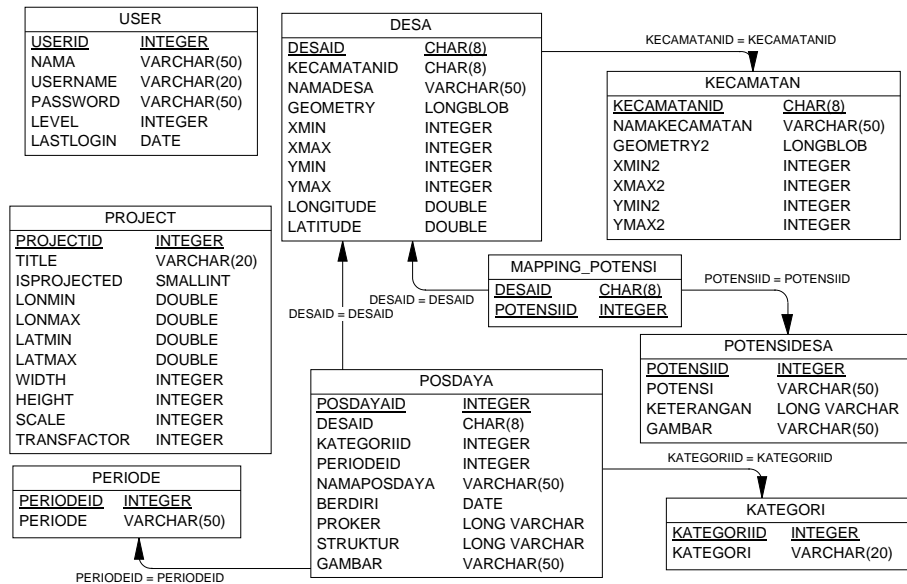 USER
USERID INTEGER
NAMA VARCHAR(50)
USERNAME VARCHAR(20)
PASSWORD VARCHAR(50)
LEVEL INTEGER
LASTLOGIN DATE
DESA
DESAID CHAR(8)
KECAMATANID CHAR(8)
NAMADESA VARCHAR(50)
GEOMETRY LONGBLOB
XMIN INTEGER
XMAX INTEGER
YMIN INTEGER
YMAX INTEGER
LONGITUDE DOUBLE
LATITUDE DOUBLE
KECAMATANID = KECAMATANID
KECAMATAN
KECAMATANID CHAR(8)
NAMAKECAMATAN VARCHAR(50)
GEOMETRY2 LONGBLOB
XMIN2 INTEGER
XMAX2 INTEGER
YMIN2 INTEGER
YMAX2 INTEGER
PROJECT
PROJECTID INTEGER
TITLE VARCHAR(20)
ISPROJECTED SMALLINT
LONMIN DOUBLE
LONMAX DOUBLE
LATMIN DOUBLE
LATMAX DOUBLE
WIDTH INTEGER
HEIGHT INTEGER
SCALE INTEGER
TRANSFACTOR INTEGER
MAPPING_POTENSI
DESAID CHAR(8)
POTENSIID INTEGER
DESAID = DESAID
DESAID = DESAID
POTENSIID = POTENSIID
POTENSIDESA
POTENSIID INTEGER
POTENSI VARCHAR(50)
KETERANGAN LONG VARCHAR
GAMBAR VARCHAR(50)
POSDAYA
POSDAYAID INTEGER
DESAID CHAR(8)
KATEGORIID INTEGER
PERIODEID INTEGER
NAMAPOSDAYA VARCHAR(50)
BERDIRI DATE
PROKER LONG VARCHAR
STRUKTUR LONG VARCHAR
GAMBAR VARCHAR(50)
KATEGORIID = KATEGORIID
KATEGORI
KATEGORIID INTEGER
KATEGORI VARCHAR(20)
PERIODE
PERIODEID INTEGER
PERIODE VARCHAR(50)
PERIODEID = PERIODEID